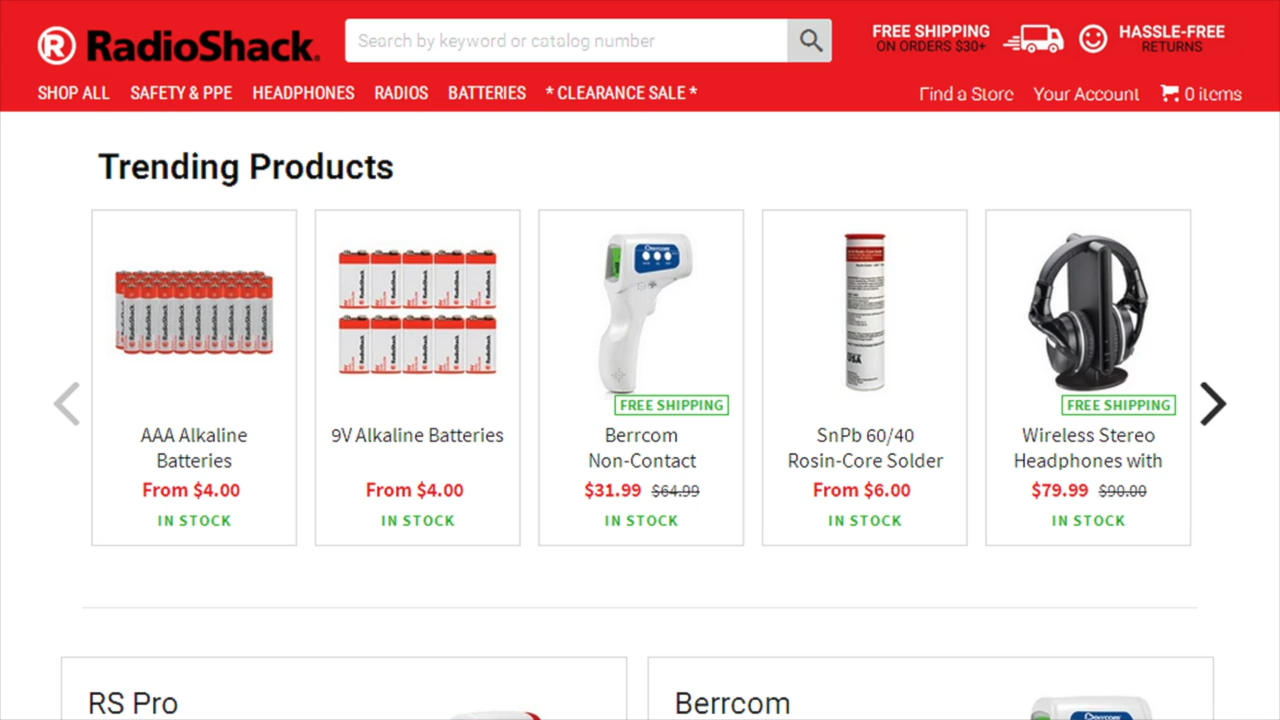 RadioShack.
Search by keyword or catalog number
FREE SHIPPING
ON ORDERS $30+
HASSLE-FREE
RETURNS
SHOP ALL SAFETY & PPE HEADPHONES RADIOS BATTERIES * CLEARANCE SALE *
Find a Store Your Account 0 items
Trending Products
FREE SHIPPING
FREE SHIPPING
AAA Alkaline
Batteries
From $4.00
IN STOCK
9V Alkaline Batteries
From $4.00
IN STOCK
Berrcom
Non-Contact
$31.99 $64.99
IN STOCK
SnPb 60/40
Rosin-Core Solder
From $6.00
IN STOCK
Wireless Stereo
Headphones with
$79.99 $90.00
IN STOCK
RS Pro
Berrcom